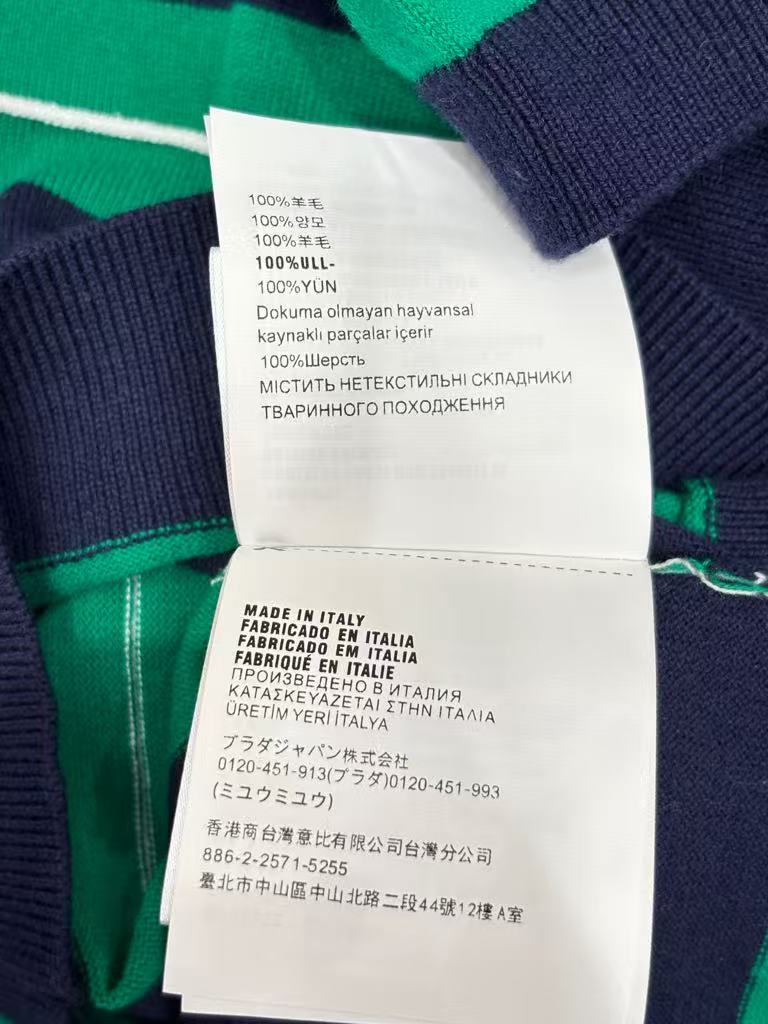 100%羊毛
100%양모
100%羊毛
100%ULL-
100%YÜN
Dokuma olmayan hayvansal
kaynaklı parçalar içerir
100%Шерсть
МІСТИТЬ НЕТЕКСТИЛЬНІ СКЛАДНИКИ
ТВАРИННОГО ПОХОДЖЕННЯ
MADE IN ITALY
FABRICADO EN ITALIA
FABRICADO EM ITALIA
FABRIQUÉ EN ITALIE
ПРОИЗВЕДЕНО В ИТАЛИЯ
ΚΑΤΑΣΚΕΥΑΖΕΤΑΙ ΣΤΗΝ ΙΤΑΛΙΑ
ÜRETİM YERİ İTALYA
プラダジャパン株式会社
0120-451-913(プラダ)0120-451-993
(ミユウミユウ)
香港商台灣意比有限公司台灣分公司
886-2-2571-5255
臺北市中山區中山北路二段44號12樓A室